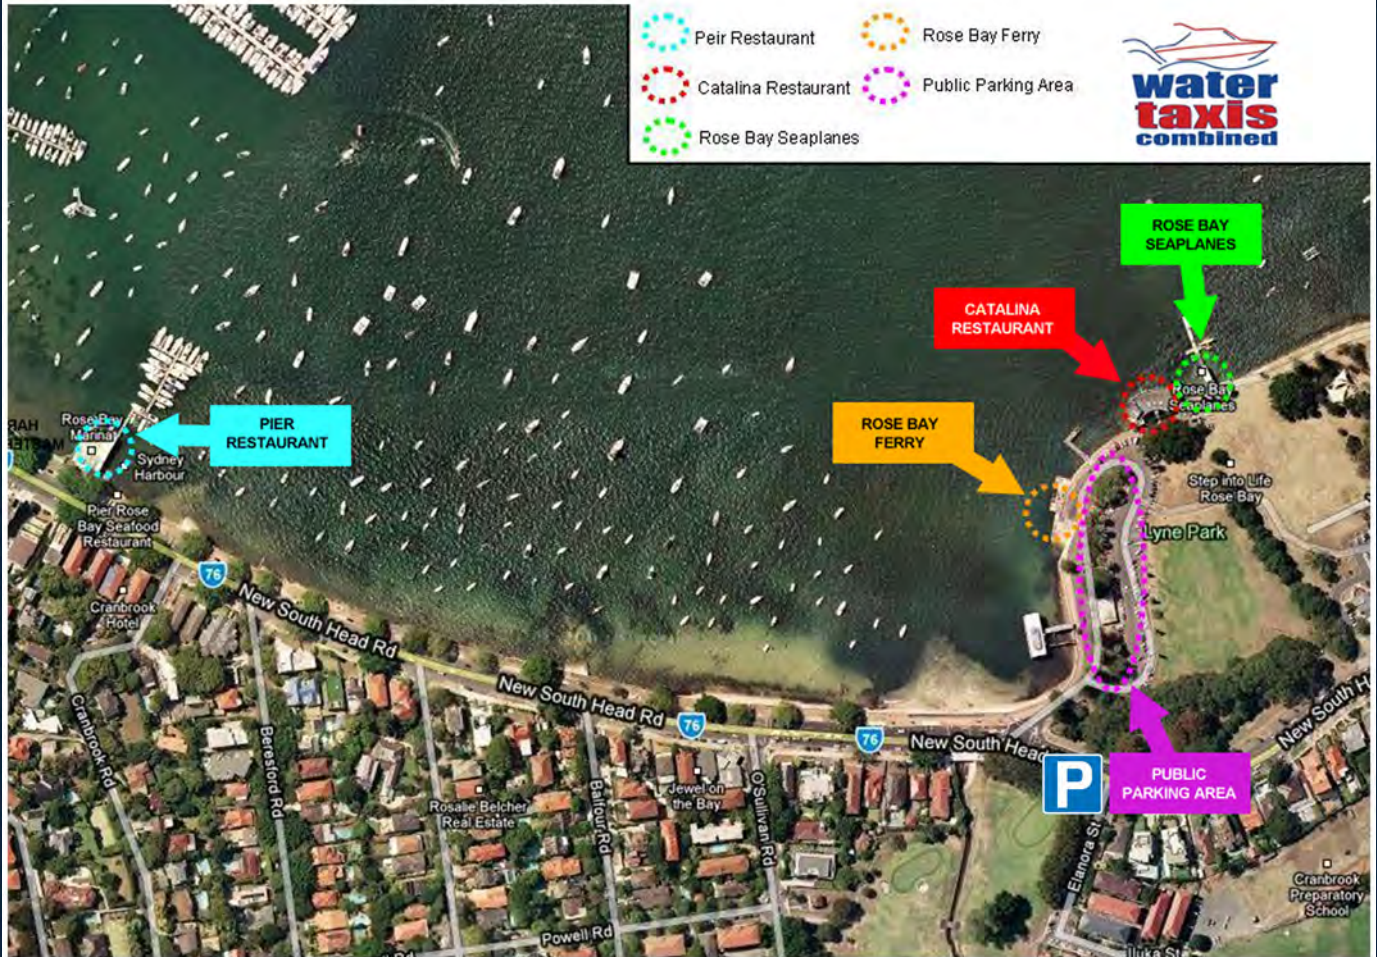 Peir Restaurant
Rose Bay Ferry
Catalina Restaurant
Public Parking Area
Rose Bay Seaplanes
water
taxis
combined
ROSE BAY
SEAPLANES
CATALINA
RESTAURANT
Rose Bay
Seaplanes
PIER
RESTAURANT
ROSE BAY
FERRY
Rose Bay
Marina
HAR
Sydney
Harbour
Pier Rose
Bay Seafood
Restaurant
Step into Life
Rose Bay
Lyne Park
76
New South Head Rd
Cranbrook
Hotel
New South Head Rd
76
76
New South Head
New South H
P
PUBLIC
PARKING AREA
Cranbrook Rd
Beresford Rd
Balfour Rd
O'Sullivan Rd
Jewel on
the Bay
Rosalie Belcher
Real Estate
Elanora St
Cranbrook
Preparatory
School
Powell Rd
Rd
Iluka St